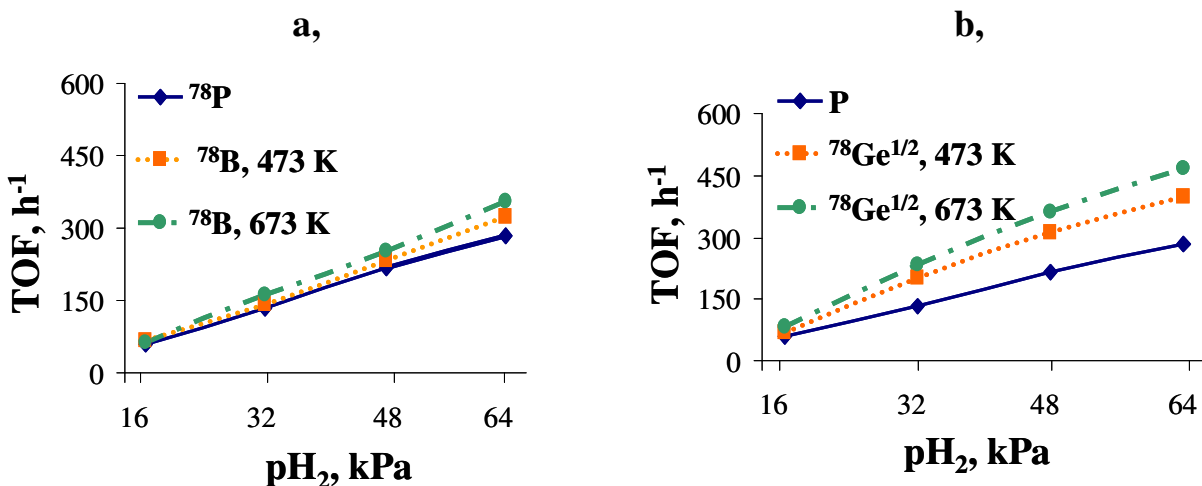 a,
TOF, h⁻¹
600
450
300
150
0
⁷⁸P
⁷⁸B, 473 K
⁷⁸B, 673 K
16 32 48 64
pH₂, kPa
b,
TOF, h⁻¹
600
450
300
150
0
P
⁷⁸Ge¹/², 473 K
⁷⁸Ge¹/², 673 K
16 32 48 64
pH₂, kPa